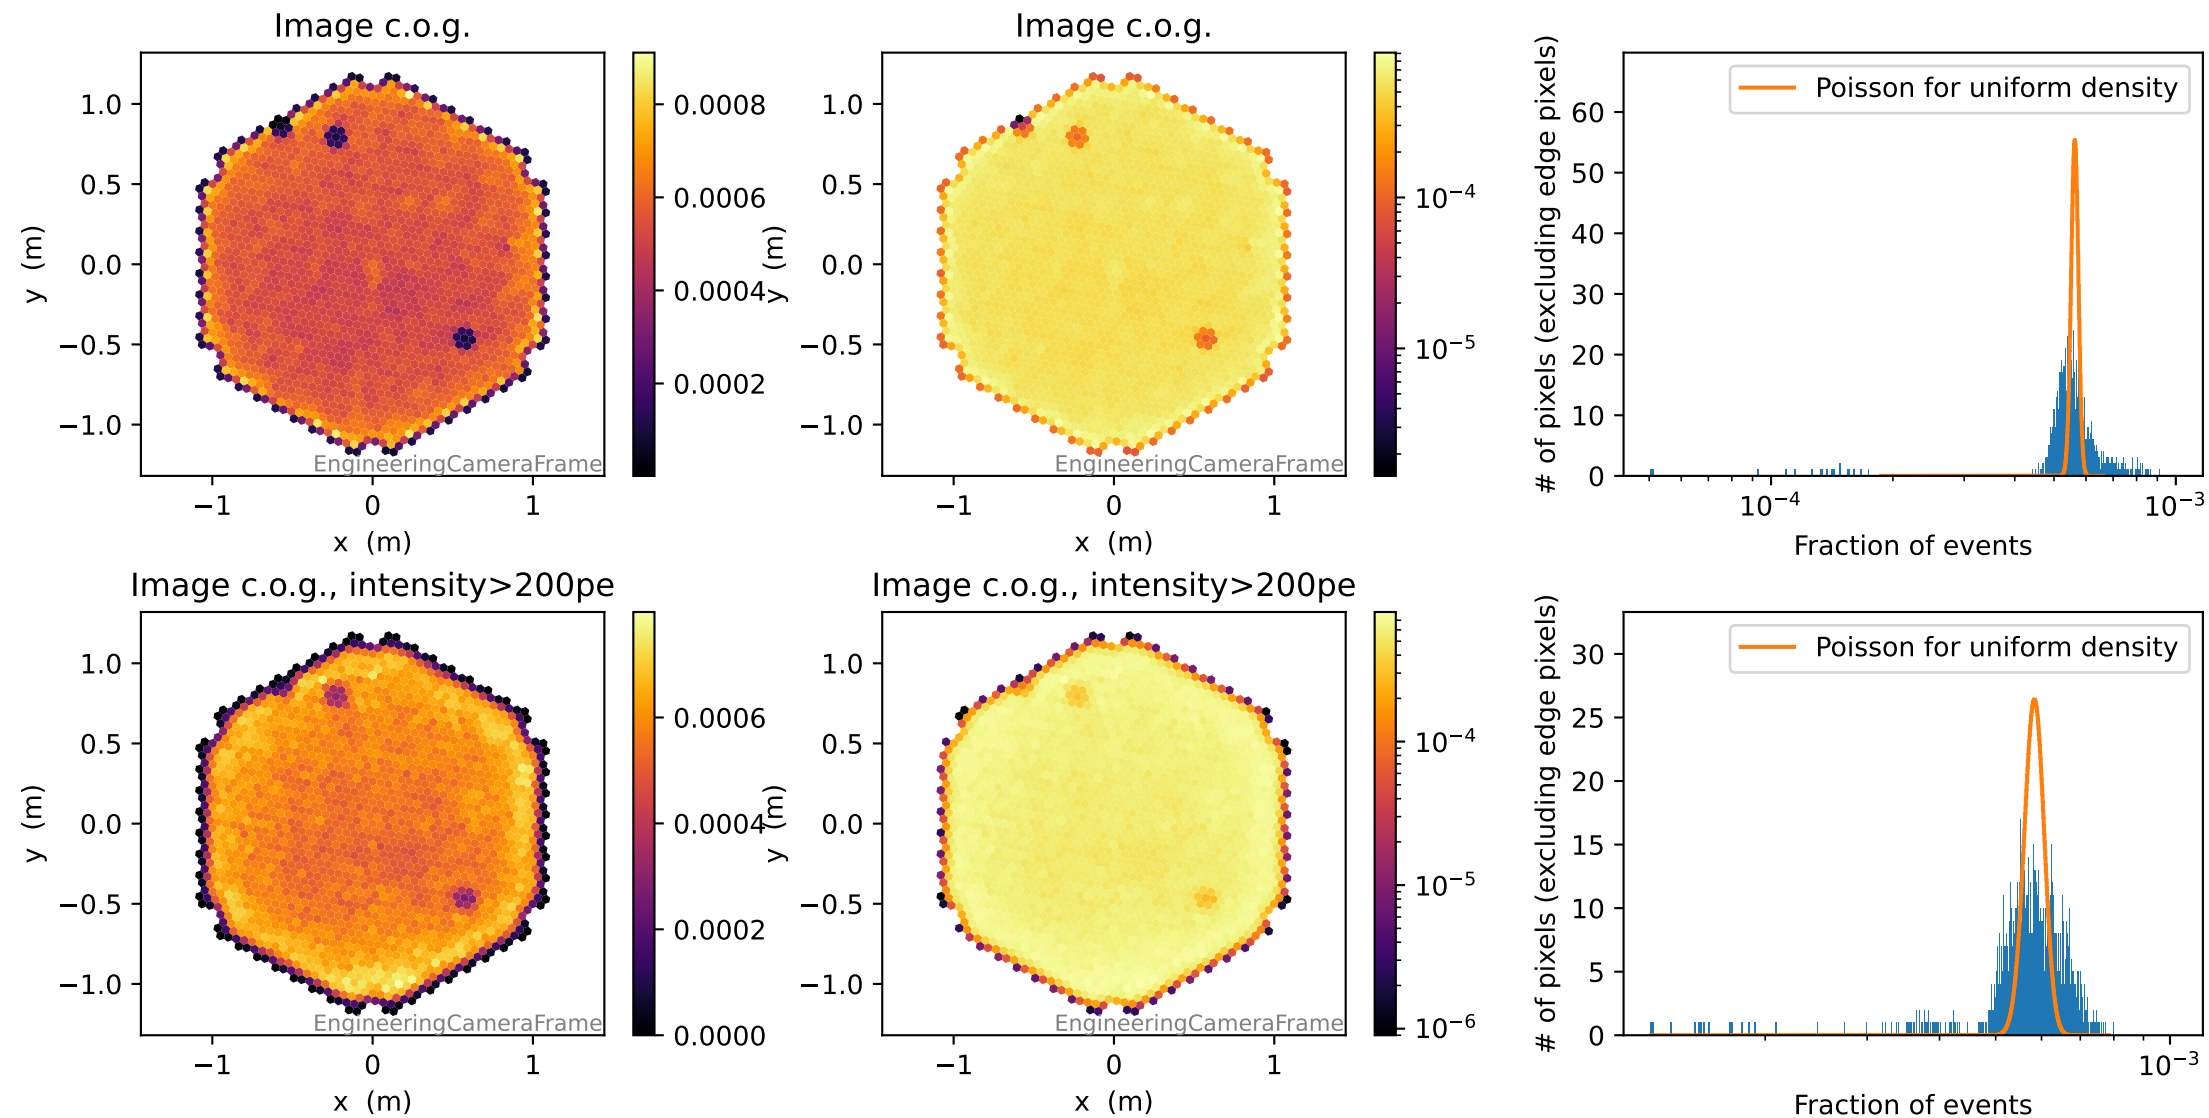 Image c.o.g.
1.0
0.5
0.0
−0.5
−1.0
y (m)
−1
0
1
x (m)
EngineeringCameraFrame
0.0008
0.0006
0.0004
0.0002
Image c.o.g.
1.0
0.5
0.0
−0.5
−1.0
y (m)
−1
0
1
x (m)
EngineeringCameraFrame
10⁻⁴
10⁻⁵
Poisson for uniform density
# of pixels (excluding edge pixels)
60
50
40
30
20
10
0
10⁻⁴
10⁻³
Fraction of events
Image c.o.g., intensity>200pe
1.0
0.5
0.0
−0.5
−1.0
y (m)
−1
0
1
x (m)
EngineeringCameraFrame
0.0006
0.0004
0.0002
0.0000
Image c.o.g., intensity>200pe
1.0
0.5
0.0
−0.5
−1.0
y (m)
−1
0
1
x (m)
EngineeringCameraFrame
10⁻⁴
10⁻⁵
10⁻⁶
Poisson for uniform density
# of pixels (excluding edge pixels)
30
25
20
15
10
5
0
10⁻³
Fraction of events